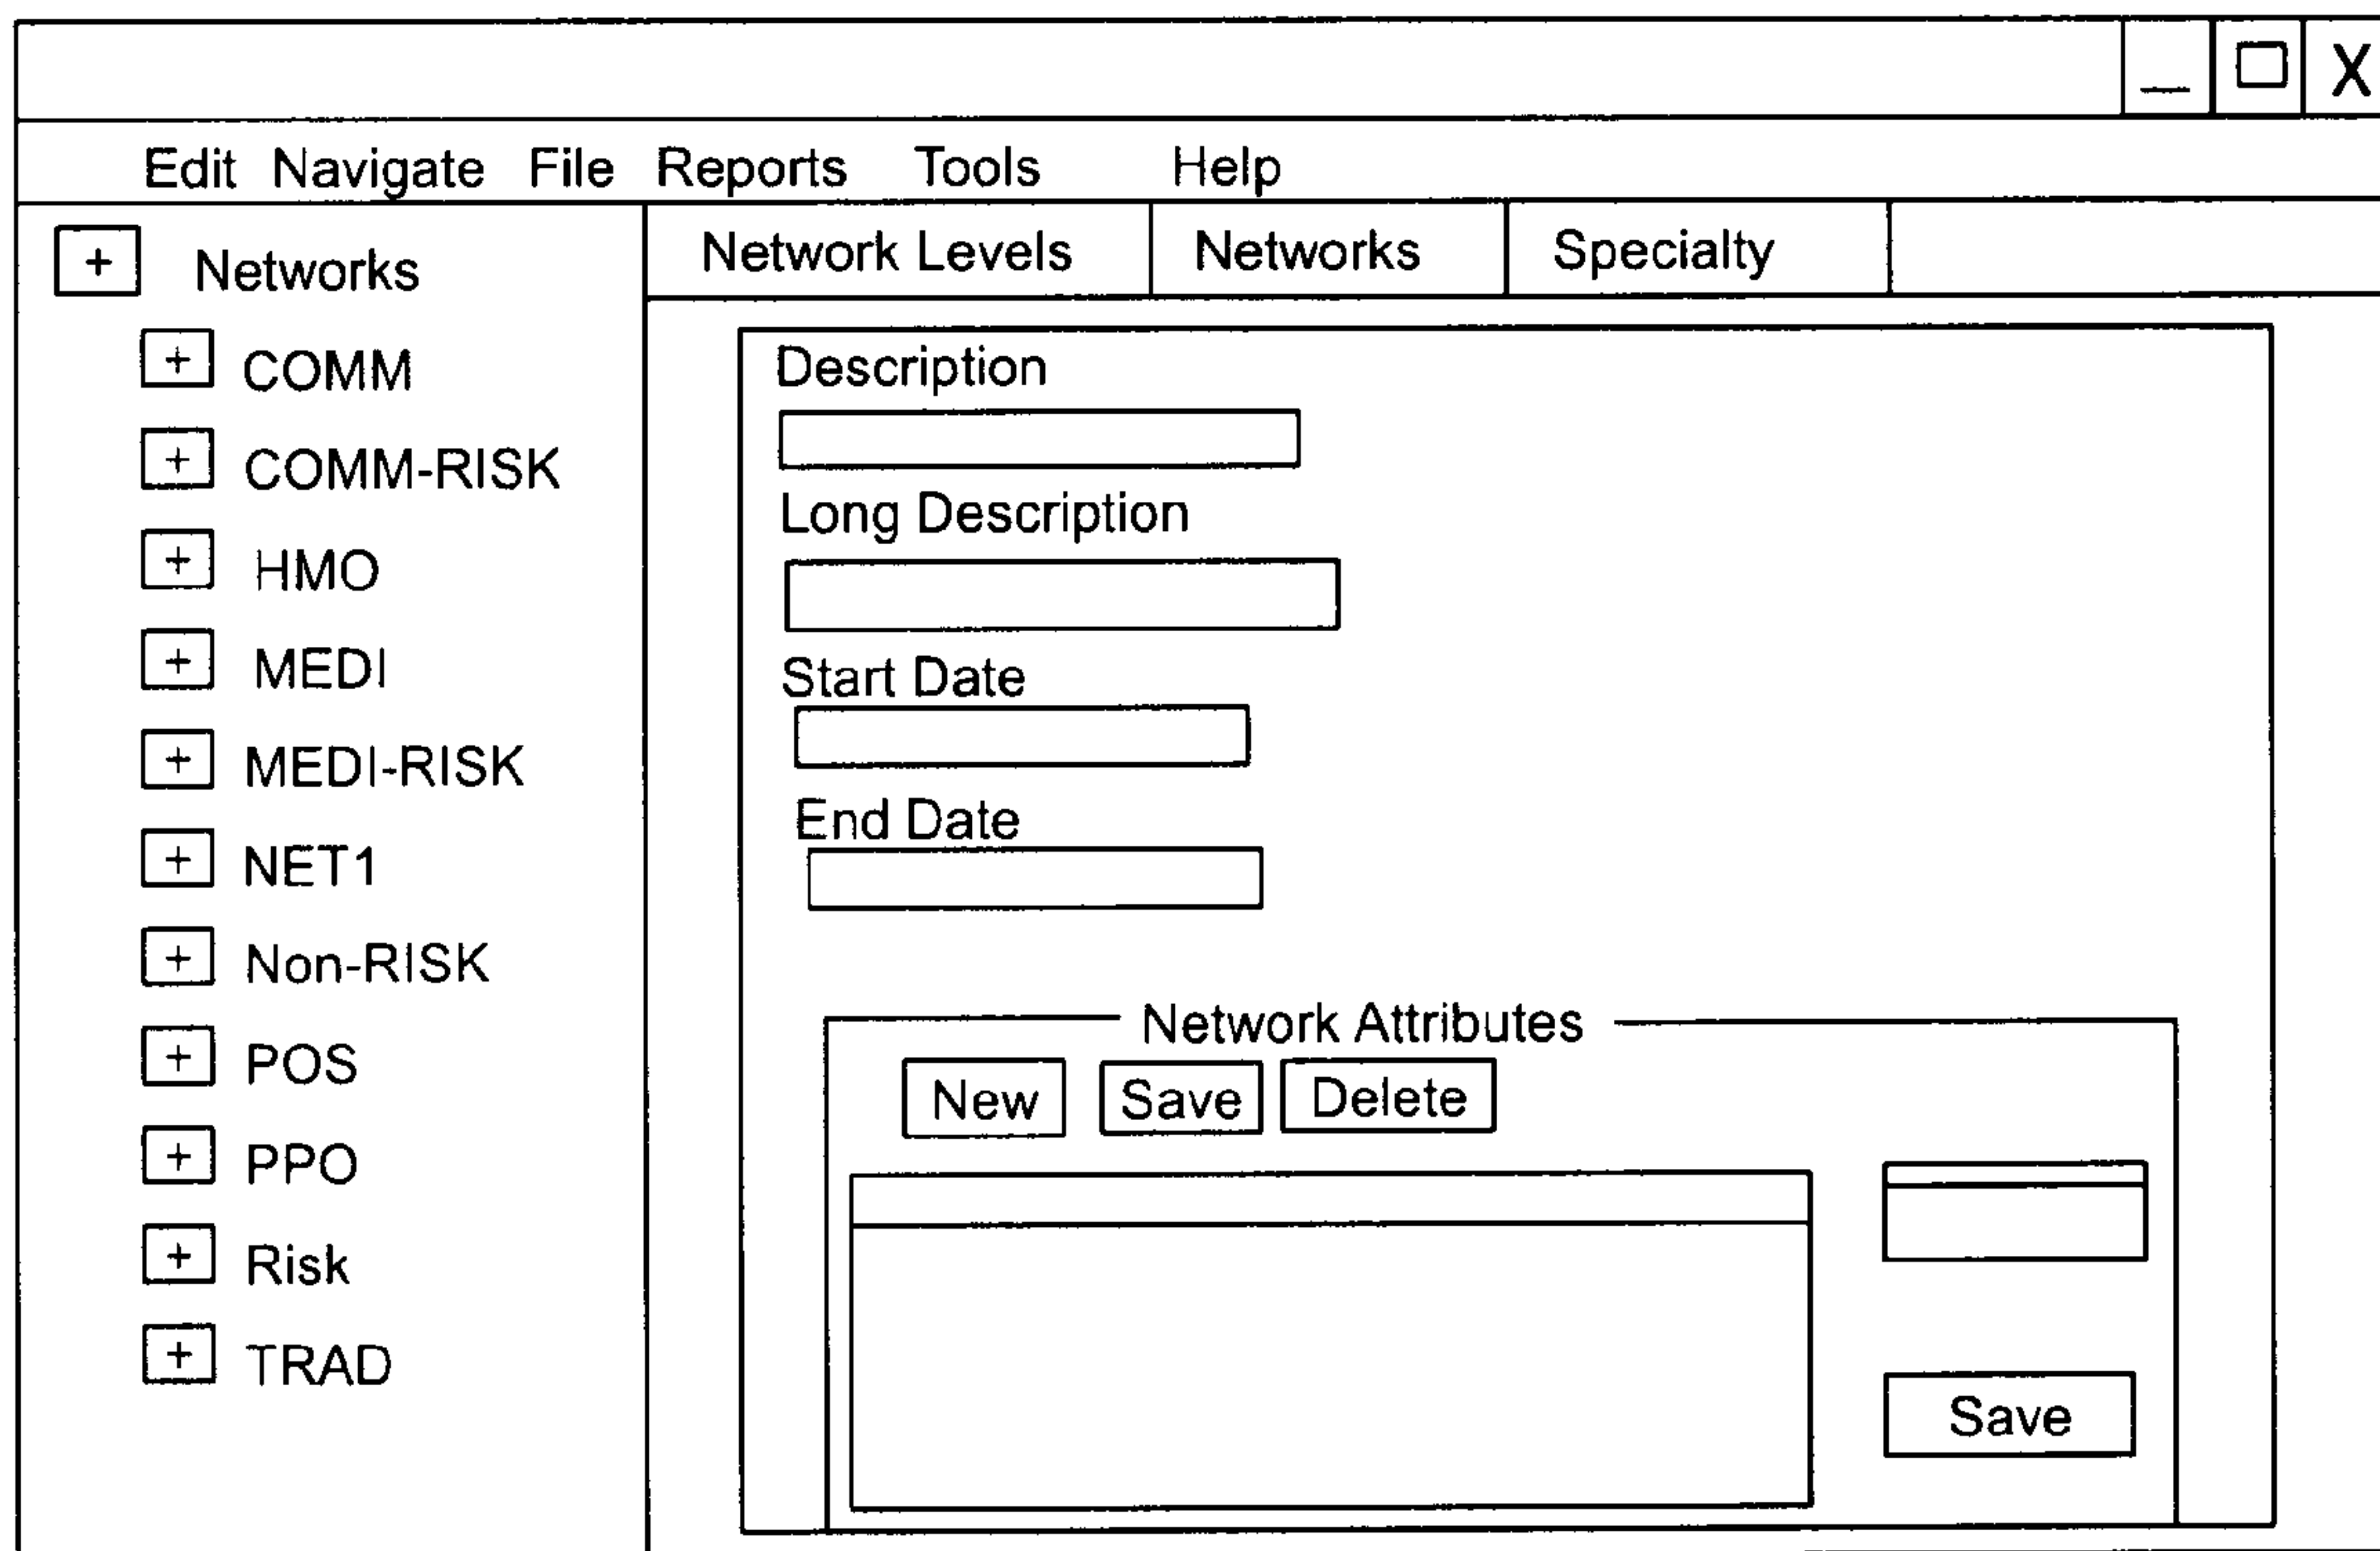 X
Edit Navigate File Reports Tools Help
+ Networks
+ COMM
+ COMM-RISK
+ HMO
+ MEDI
+ MEDI-RISK
+ NET1
+ Non-RISK
+ POS
+ PPO
+ Risk
+ TRAD
Network Levels Networks Specialty
Description
Long Description
Start Date
End Date
Network Attributes
New Save Delete
Save